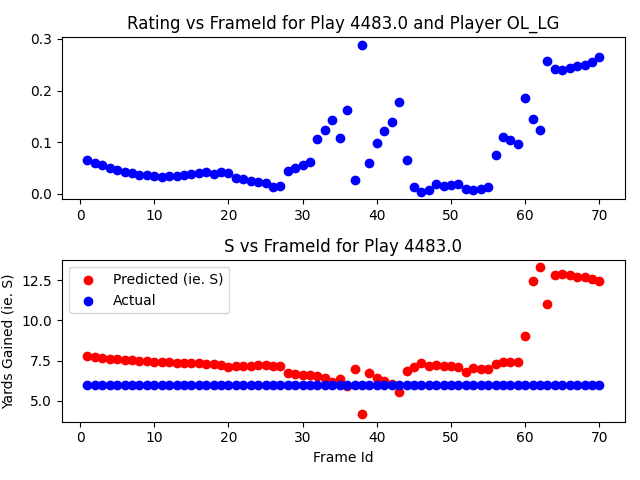 Rating vs FrameId for Play 4483.0 and Player OL_LG
0.3
0.2
0.1
0.0
0 10 20 30 40 50 60 70
S vs FrameId for Play 4483.0
Yards Gained (ie. S)
12.5
10.0
7.5
5.0
Predicted (ie. S)
Actual
0 10 20 30 40 50 60 70
Frame Id